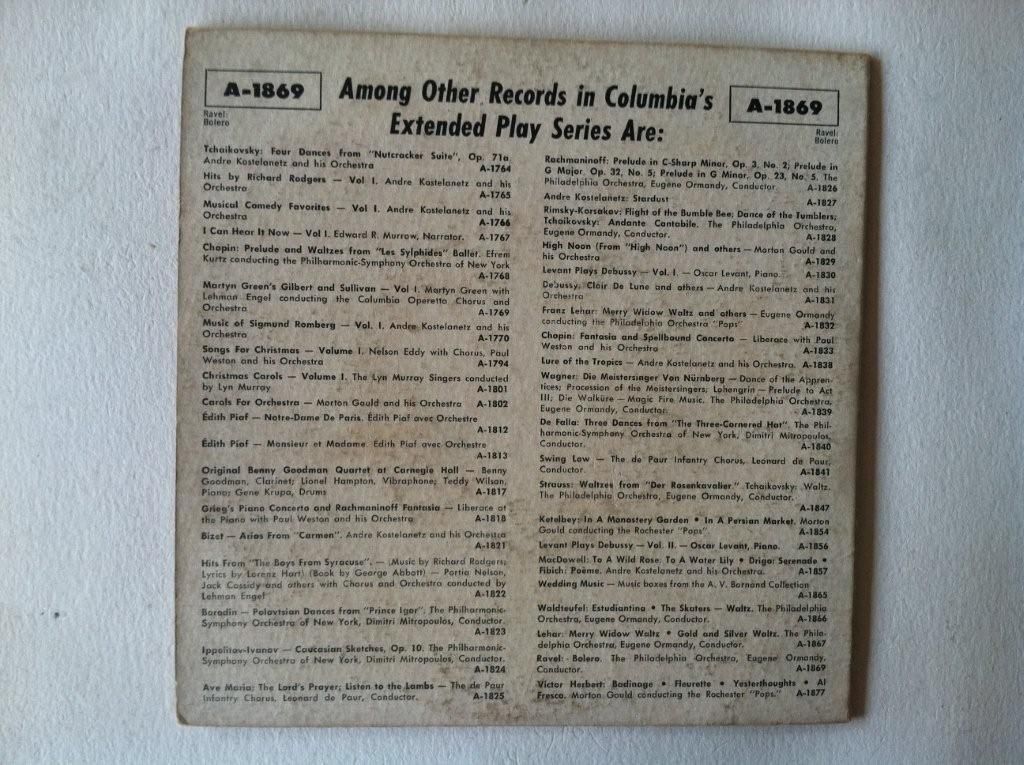 A-1869
Ravel:
Bolero
Among Other Records in Columbia's
Extended Play Series Are:
A-1869
Ravel:
Bolero
Tchaikovsky: Four Dances from "Nutcracker Suite", Op. 71a.
Andre Kostelanetz and his Orchestra A-1764
Hits by Richard Rodgers — Vol I. Andre Kostelanetz and his
Orchestra A-1765
Musical Comedy Favorites — Vol I. Andre Kostelanetz and his
Orchestra A-1766
I Can Hear It Now — Vol I. Edward R. Murrow, Narrator. A-1767
Chopin: Prelude and Waltzes from "Les Sylphides" Ballet. Efrem
Kurtz conducting the Philharmonic-Symphony Orchestra of New York
A-1768
Martyn Green's Gilbert and Sullivan — Vol I. Martyn Green with
Lehman Engel conducting the Columbia Operetta Chorus and
Orchestra A-1769
Music of Sigmund Romberg — Vol. I. Andre Kostelanetz and his
Orchestra A-1770
Songs For Christmas — Volume I. Nelson Eddy with Chorus, Paul
Weston and his Orchestra A-1794
Christmas Carols — Volume I. The Lyn Murray Singers conducted
by Lyn Murray A-1801
Carols For Orchestra — Morton Gould and his Orchestra A-1802
Édith Piaf — Notre-Dame De Paris. Édith Piaf avec Orchestre
A-1812
Édith Piaf — Monsieur et Madame. Édith Piaf avec Orchestre
A-1813
Original Benny Goodman Quartet at Carnegie Hall — Benny
Goodman, Clarinet; Lionel Hampton, Vibraphone; Teddy Wilson,
Piano; Gene Krupa, Drums A-1817
Grieg's Piano Concerto and Rachmaninoff Fantasia — Liberace at
the Piano with Paul Weston and his Orchestra A-1818
Bizet — Arias From "Carmen". Andre Kostelanetz and his Orchestra
A-1821
Hits From "The Boys From Syracuse". — (Music by Richard Rodgers;
Lyrics by Lorenz Hart) (Book by George Abbott) — Portia Nelson,
Jack Cassidy and others with Chorus and Orchestra conducted by
Lehman Engel A-1822
Borodin — Polovtsian Dances from "Prince Igor". The Philharmonic-
Symphony Orchestra of New York, Dimitri Mitropoulos, Conductor.
A-1823
Ippolitov-Ivanov — Caucasian Sketches, Op. 10. The Philharmonic-
Symphony Orchestra of New York, Dimitri Mitropoulos, Conductor.
A-1824
Ave Maria; The Lord's Prayer; Listen to the Lambs — The de Paur
Infantry Chorus, Leonard de Paur, Conductor. A-1825
Rachmaninoff: Prelude in C-Sharp Minor, Op. 3, No. 2; Prelude in
G Major, Op. 32, No. 5; Prelude in G Minor, Op. 23, No. 5. The
Philadelphia Orchestra, Eugene Ormandy, Conductor. A-1826
Andre Kostelanetz: Stardust A-1827
Rimsky-Korsakov: Flight of the Bumble Bee; Dance of the Tumblers;
Tchaikovsky: Andante Cantabile. The Philadelphia Orchestra,
Eugene Ormandy, Conductor. A-1828
High Noon (From "High Noon") and others — Morton Gould and
his Orchestra A-1829
Levant Plays Debussy — Vol. I. — Oscar Levant, Piano. A-1830
Debussy: Clair De Lune and others — Andre Kostelanetz and his
Orchestra A-1831
Franz Lehar: Merry Widow Waltz and others — Eugene Ormandy
conducting the Philadelphia Orchestra "Pops" A-1832
Chopin: Fantasia and Spellbound Concerto — Liberace with Paul
Weston and his Orchestra A-1833
Lure of the Tropics — Andre Kostelanetz and his Orchestra. A-1838
Wagner: Die Meistersinger Von Nürnberg — Dance of the Appren-
tices; Procession of the Meistersingers; Lohengrin — Prelude to Act
III; Die Walküre — Magic Fire Music. The Philadelphia Orchestra,
Eugene Ormandy, Conductor. A-1839
De Falla: Three Dances from "The Three-Cornered Hat". The Phil-
harmonic-Symphony Orchestra of New York, Dimitri Mitropoulos,
Conductor. A-1840
Swing Low — The de Paur Infantry Chorus, Leonard de Paur,
Conductor. A-1841
Strauss: Waltzes from "Der Rosenkavalier." Tchaikovsky: Waltz.
The Philadelphia Orchestra, Eugene Ormandy, Conductor.
A-1847
Ketelbey: In A Monastery Garden • In A Persian Market. Morton
Gould conducting the Rochester "Pops". A-1854
Levant Plays Debussy — Vol. II. — Oscar Levant, Piano. A-1856
MacDowell: To A Wild Rose; To A Water Lily • Drigo: Serenade •
Fibich: Poème. Andre Kostelanetz and his Orchestra. A-1857
Wedding Music — Music boxes from the A. V. Bornand Collection
A-1865
Waldteufel: Estudiantina • The Skaters — Waltz. The Philadelphia
Orchestra, Eugene Ormandy, Conductor. A-1866
Lehar: Merry Widow Waltz • Gold and Silver Waltz. The Phila-
delphia Orchestra, Eugene Ormandy, Conductor. A-1867
Ravel: Bolero. The Philadelphia Orchestra, Eugene Ormandy,
Conductor. A-1869
Victor Herbert: Badinage • Fleurette • Yesterthoughts • Al
Fresco. Morton Gould conducting the Rochester "Pops." A-1877